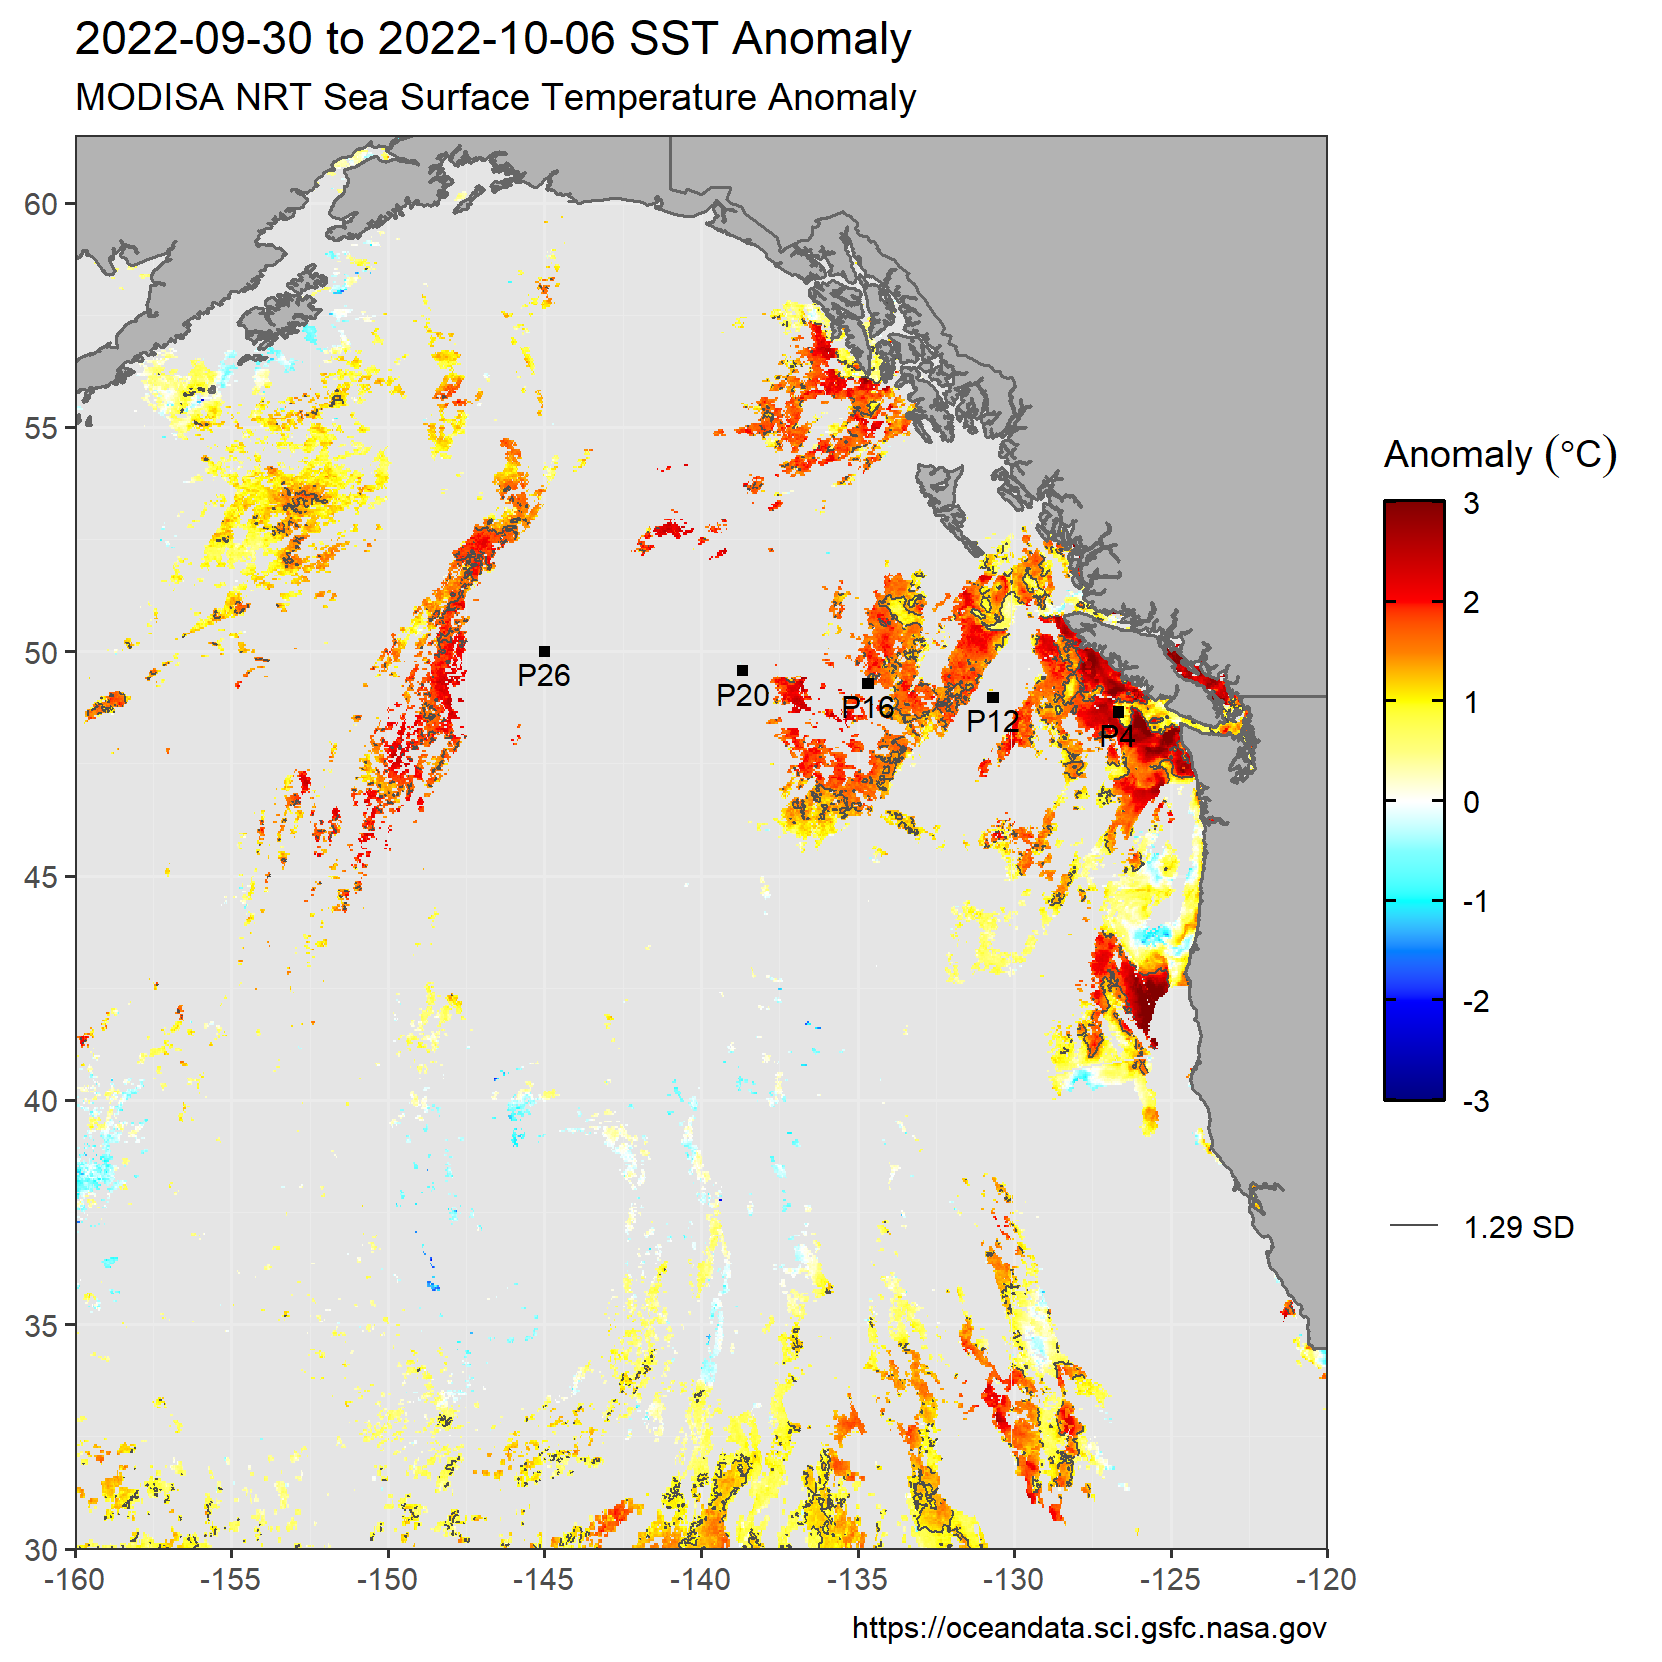 2022-09-30 to 2022-10-06 SST Anomaly
MODISA NRT Sea Surface Temperature Anomaly
60
55
50
45
40
35
30
-160
-155
-150
-145
-140
-135
-130
-125
-120
P26
P20
P16
P12
P4
Anomaly (°C)
3
2
1
0
-1
-2
-3
1.29 SD
https://oceandata.sci.gsfc.nasa.gov